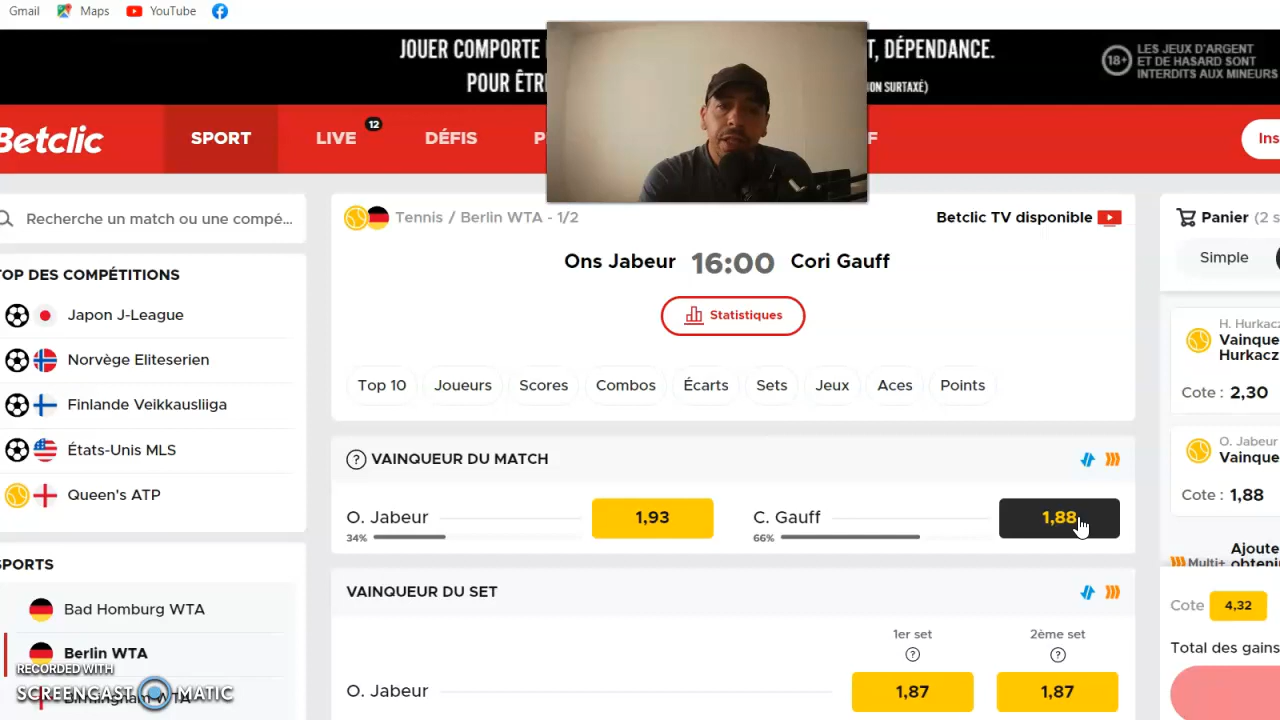 Gmail
Maps
YouTube
JOUER COMPORTE
T, DÉPENDANCE.
POUR ÊTR
ON SURTAXÉ)
18+
LES JEUX D'ARGENT
ET DE HASARD SONT
INTERDITS AUX MINEURS
Betclic
SPORT
LIVE
12
DÉFIS
P
F
Ins
Recherche un match ou une compé...
Tennis / Berlin WTA - 1/2
Betclic TV disponible
Panier (2 s
Ons Jabeur 16:00 Cori Gauff
Simple
TOP DES COMPÉTITIONS
Japon J-League
Norvège Eliteserien
Finlande Veikkausliiga
États-Unis MLS
Queen's ATP
Statistiques
Top 10
Joueurs
Scores
Combos
Écarts
Sets
Jeux
Aces
Points
H. Hurkacz
Vainque
Hurkacz
Cote : 2,30
O. Jabeur
Vainque
Cote : 1,88
VAINQUEUR DU MATCH
O. Jabeur
1,93
34%
C. Gauff
1,88
66%
Multi+
Ajoute
obteni
VAINQUEUR DU SET
1er set
2ème set
O. Jabeur
1,87
1,87
Cote 4,32
Total des gains
SPORTS
Bad Homburg WTA
Berlin WTA
Birmingham WTA
RECORDED WITH
SCREENCAST-O-MATIC